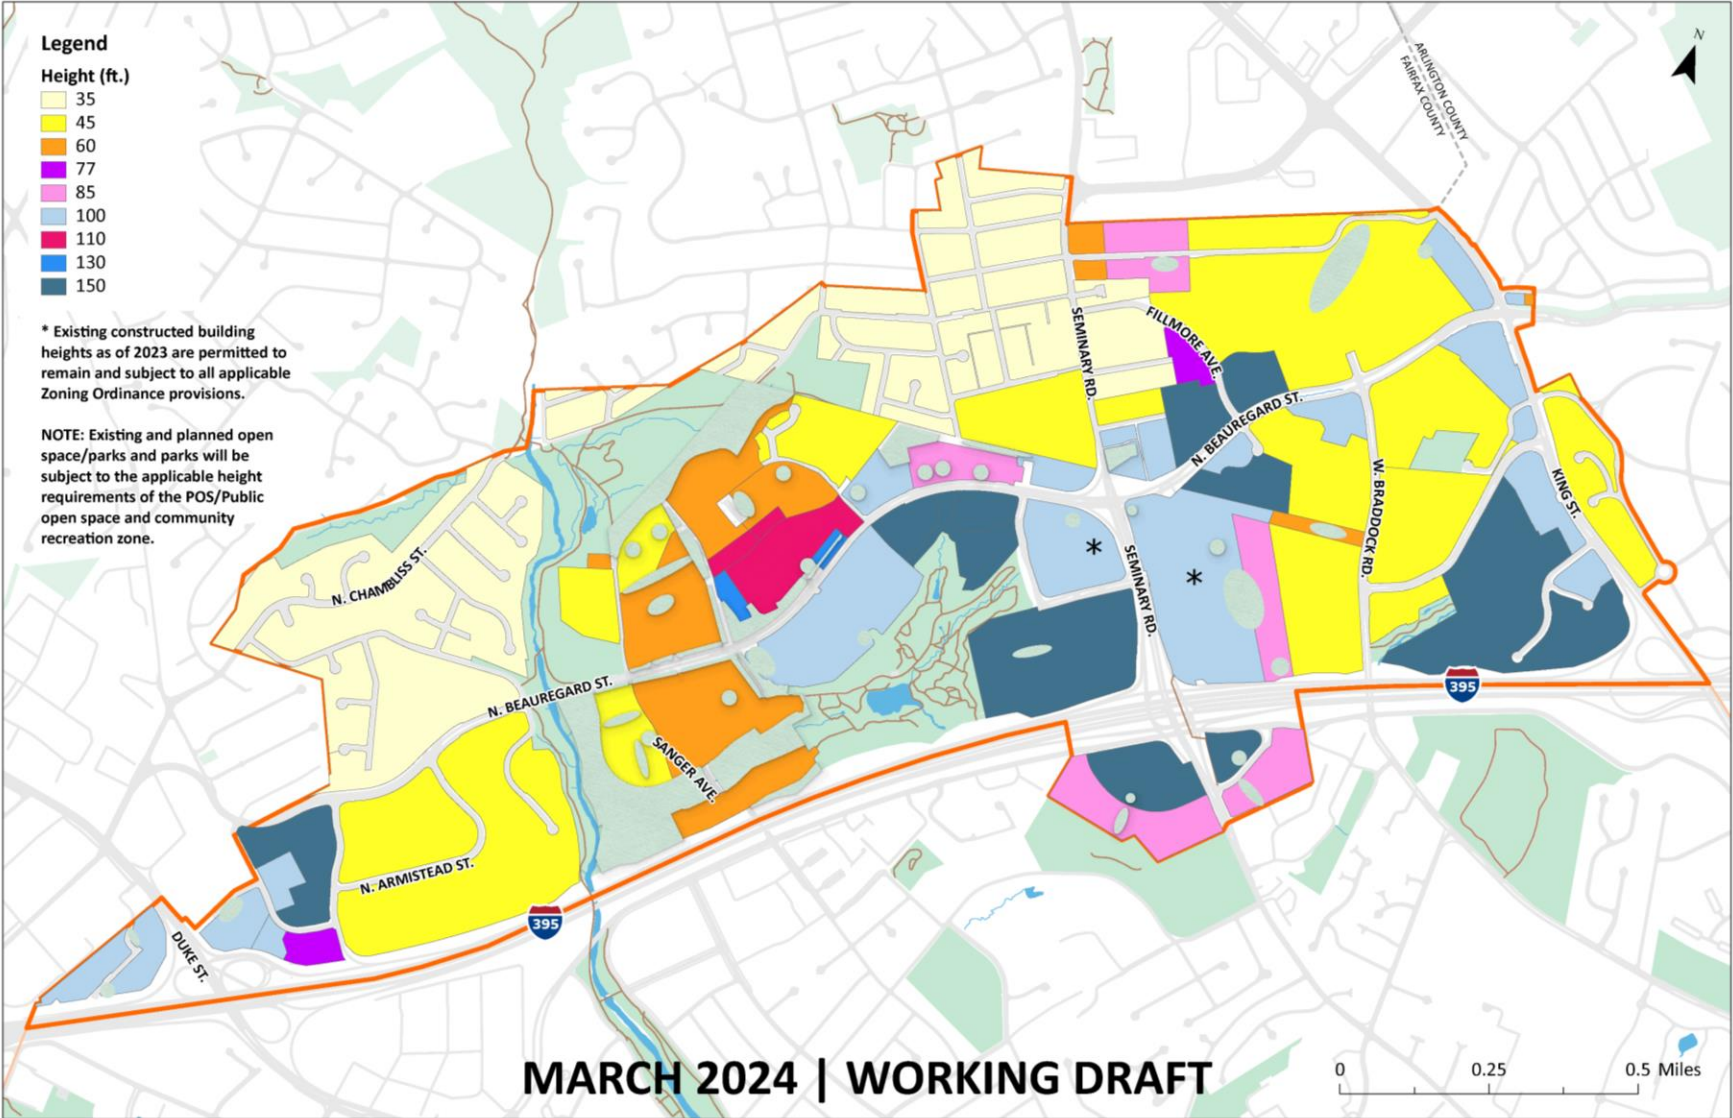 Legend
Height (ft.)
35
45
60
77
85
100
110
130
150
* Existing constructed building
heights as of 2023 are permitted to
remain and subject to all applicable
Zoning Ordinance provisions.
NOTE: Existing and planned open
space/parks and parks will be
subject to the applicable height
requirements of the POS/Public
open space and community
recreation zone.
N
ARLINGTON COUNTY
FAIRFAX COUNTY
SEMINARY RD.
FILLMORE AVE.
N. BEAUREGARD ST.
W. BRADDOCK RD.
KING ST.
*
*
SEMINARY RD.
N. CHAMBLISS ST.
N. BEAUREGARD ST.
SANGER AVE.
395
N. ARMISTEAD ST.
395
DUKE ST.
MARCH 2024 | WORKING DRAFT
0 0.25 0.5 Miles